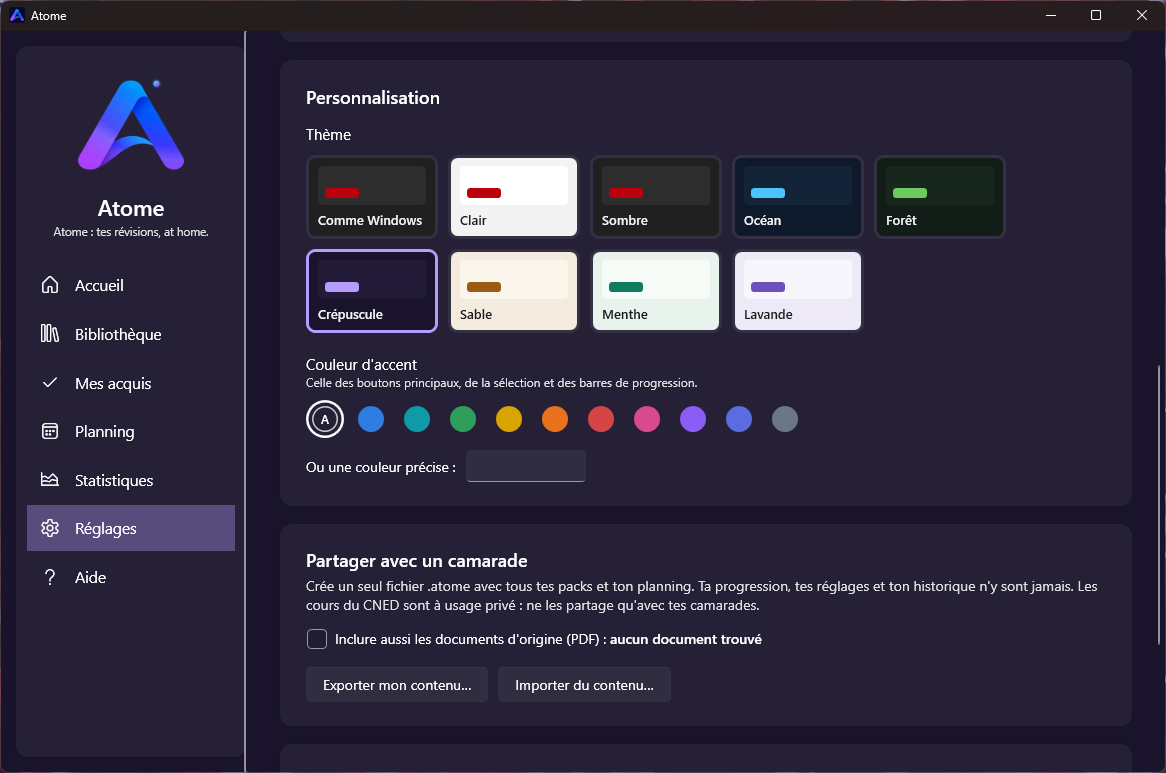 Atome
Atome
Atome : tes révisions, at home.
Accueil
Bibliothèque
Mes acquis
Planning
Statistiques
Réglages
Aide
Personnalisation
Thème
Comme Windows
Clair
Sombre
Océan
Forêt
Crépuscule
Sable
Menthe
Lavande
Couleur d'accent
Celle des boutons principaux, de la sélection et des barres de progression.
A
Ou une couleur précise :
Partager avec un camarade
Crée un seul fichier .atome avec tous tes packs et ton planning. Ta progression, tes réglages et ton historique n'y sont jamais. Les
cours du CNED sont à usage privé : ne les partage qu'avec tes camarades.
Inclure aussi les documents d'origine (PDF) : aucun document trouvé
Exporter mon contenu...
Importer du contenu...